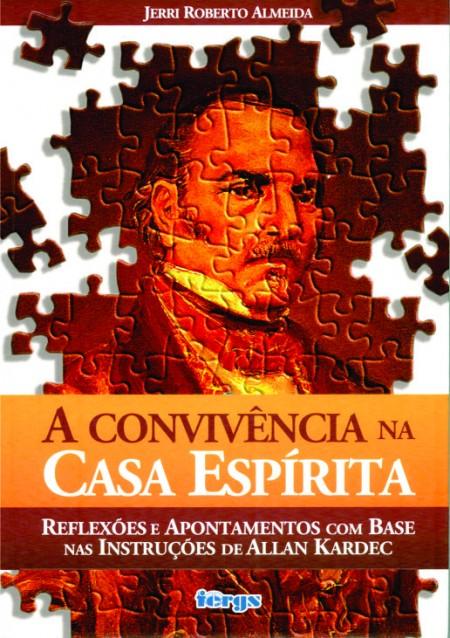 JERRI ROBERTO ALMEIDA
A CONVIVÊNCIA NA
CASA ESPÍRITA
REFLEXÕES E APONTAMENTOS COM BASE
NAS INSTRUÇÕES DE ALLAN KARDEC
fergs